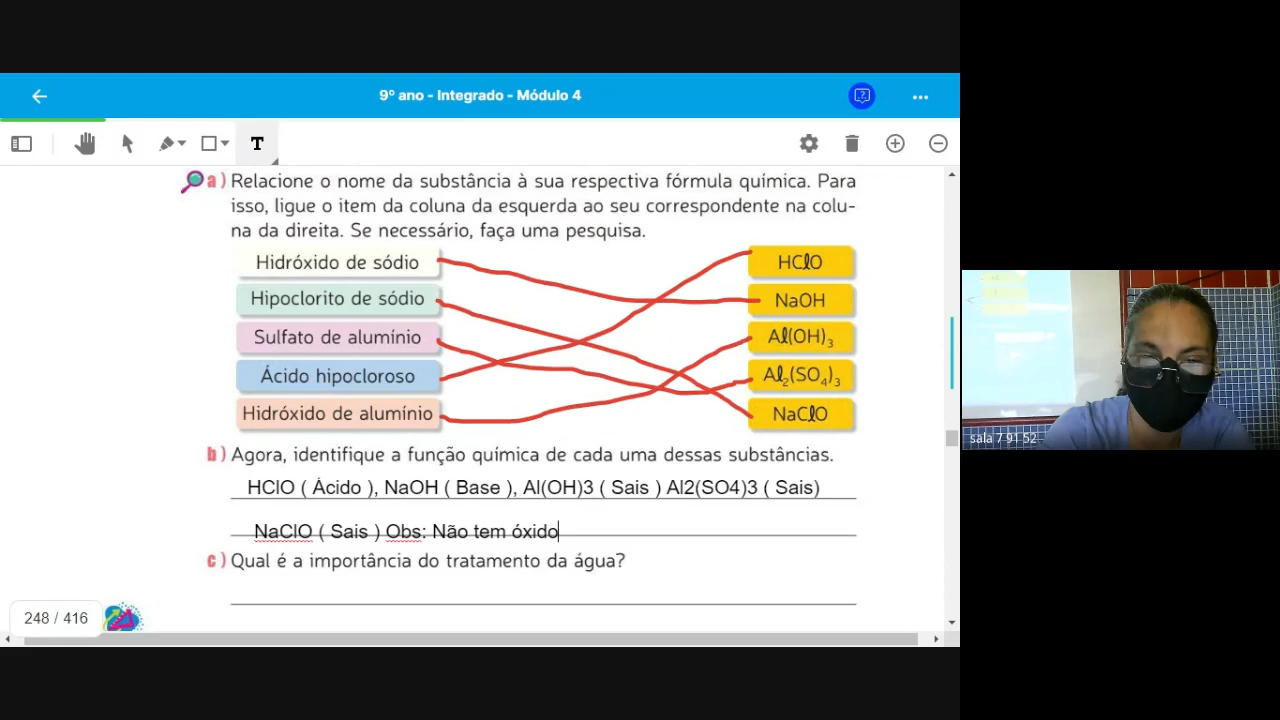 9º ano - Integrado - Módulo 4
T
a) Relacione o nome da substância à sua respectiva fórmula química. Para
isso, ligue o item da coluna da esquerda ao seu correspondente na colu-
na da direita. Se necessário, faça uma pesquisa.
Hidróxido de sódio HClO
Hipoclorito de sódio NaOH
Sulfato de alumínio Al(OH)₃
Ácido hipocloroso Al₂(SO₄)₃
Hidróxido de alumínio NaClO
b) Agora, identifique a função química de cada uma dessas substâncias.
HClO ( Ácido ), NaOH ( Base ), Al(OH)3 ( Sais ) Al2(SO4)3 ( Sais)
NaClO ( Sais ) Obs: Não tem óxido
c) Qual é a importância do tratamento da água?
248 / 416
sala 7 91 52